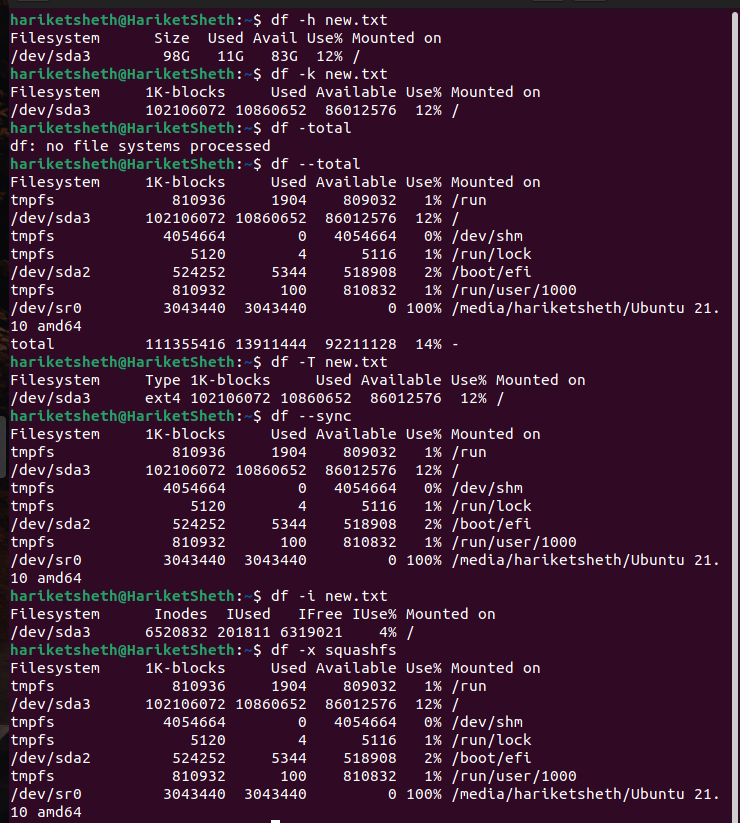 hariketsheth@HariketSheth:~$ df -h new.txt
Filesystem      Size  Used Avail Use% Mounted on
/dev/sda3        98G   11G   83G  12% /
hariketsheth@HariketSheth:~$ df -k new.txt
Filesystem     1K-blocks     Used Available Use% Mounted on
/dev/sda3      102106072 10860652  86012576  12% /
hariketsheth@HariketSheth:~$ df -total
df: no file systems processed
hariketsheth@HariketSheth:~$ df --total
Filesystem     1K-blocks     Used Available Use% Mounted on
tmpfs             810936     1904    809032   1% /run
/dev/sda3      102106072 10860652  86012576  12% /
tmpfs            4054664        0   4054664   0% /dev/shm
tmpfs               5120        4      5116   1% /run/lock
/dev/sda2         524252     5344    518908   2% /boot/efi
tmpfs             810932      100    810832   1% /run/user/1000
/dev/sr0         3043440  3043440         0 100% /media/hariketsheth/Ubuntu 21.
10 amd64
total          111355416 13911444  92211128  14% -
hariketsheth@HariketSheth:~$ df -T new.txt
Filesystem     Type 1K-blocks     Used Available Use% Mounted on
/dev/sda3      ext4 102106072 10860652  86012576  12% /
hariketsheth@HariketSheth:~$ df --sync
Filesystem     1K-blocks     Used Available Use% Mounted on
tmpfs             810936     1904    809032   1% /run
/dev/sda3      102106072 10860652  86012576  12% /
tmpfs            4054664        0   4054664   0% /dev/shm
tmpfs               5120        4      5116   1% /run/lock
/dev/sda2         524252     5344    518908   2% /boot/efi
tmpfs             810932      100    810832   1% /run/user/1000
/dev/sr0         3043440  3043440         0 100% /media/hariketsheth/Ubuntu 21.
10 amd64
hariketsheth@HariketSheth:~$ df -i new.txt
Filesystem      Inodes  IUsed   IFree IUse% Mounted on
/dev/sda3      6520832 201811 6319021    4% /
hariketsheth@HariketSheth:~$ df -x squashfs
Filesystem     1K-blocks     Used Available Use% Mounted on
tmpfs             810936     1904    809032   1% /run
/dev/sda3      102106072 10860652  86012576  12% /
tmpfs            4054664        0   4054664   0% /dev/shm
tmpfs               5120        4      5116   1% /run/lock
/dev/sda2         524252     5344    518908   2% /boot/efi
tmpfs             810932      100    810832   1% /run/user/1000
/dev/sr0         3043440  3043440         0 100% /media/hariketsheth/Ubuntu 21.
10 amd64